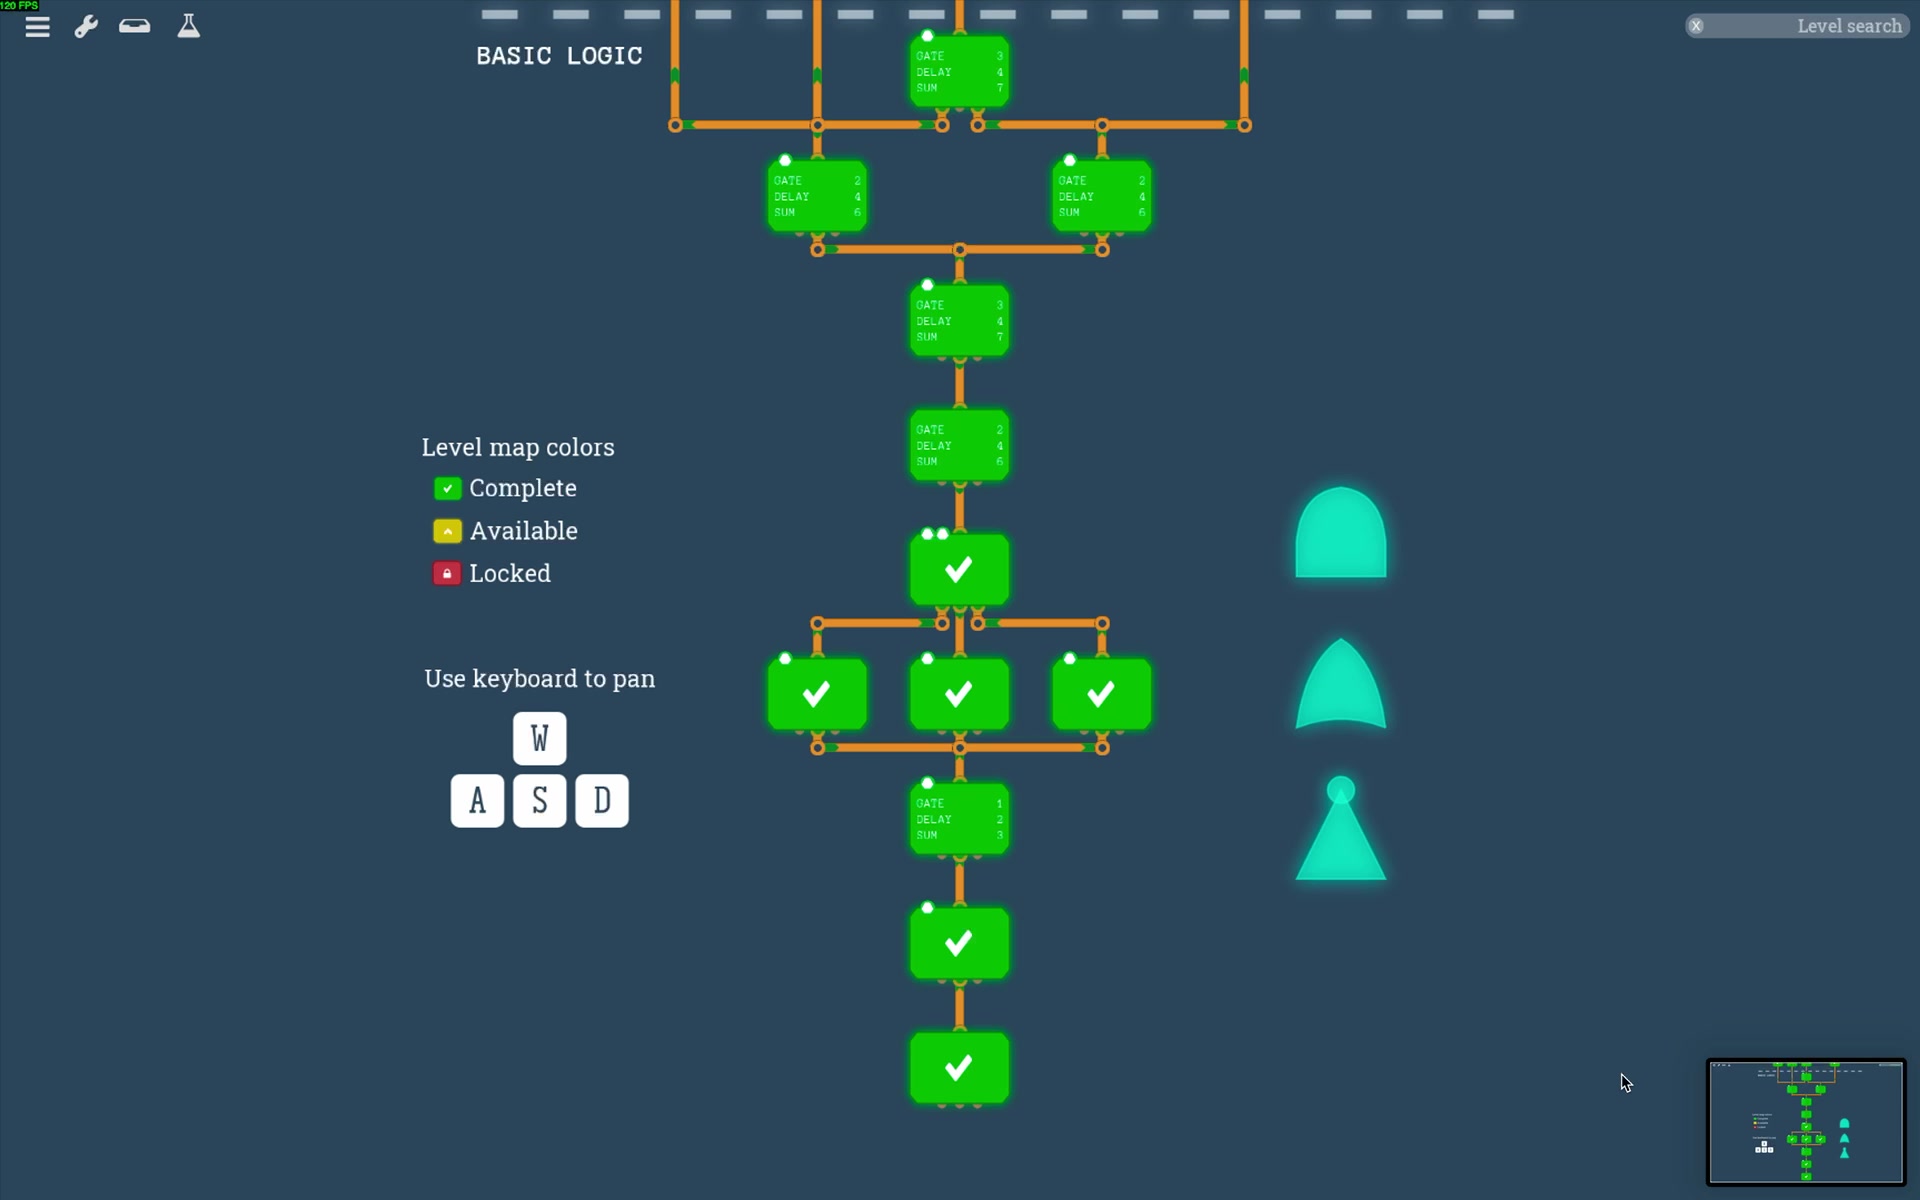 120 FPS
Level search
BASIC LOGIC
GATE 3
DELAY 4
SUM 7
GATE 2
DELAY 4
SUM 6
GATE 2
DELAY 4
SUM 6
GATE 3
DELAY 4
SUM 7
GATE 2
DELAY 4
SUM 6
Level map colors
Complete
Available
Locked
Use keyboard to pan
W
A S D
GATE 1
DELAY 2
SUM 3